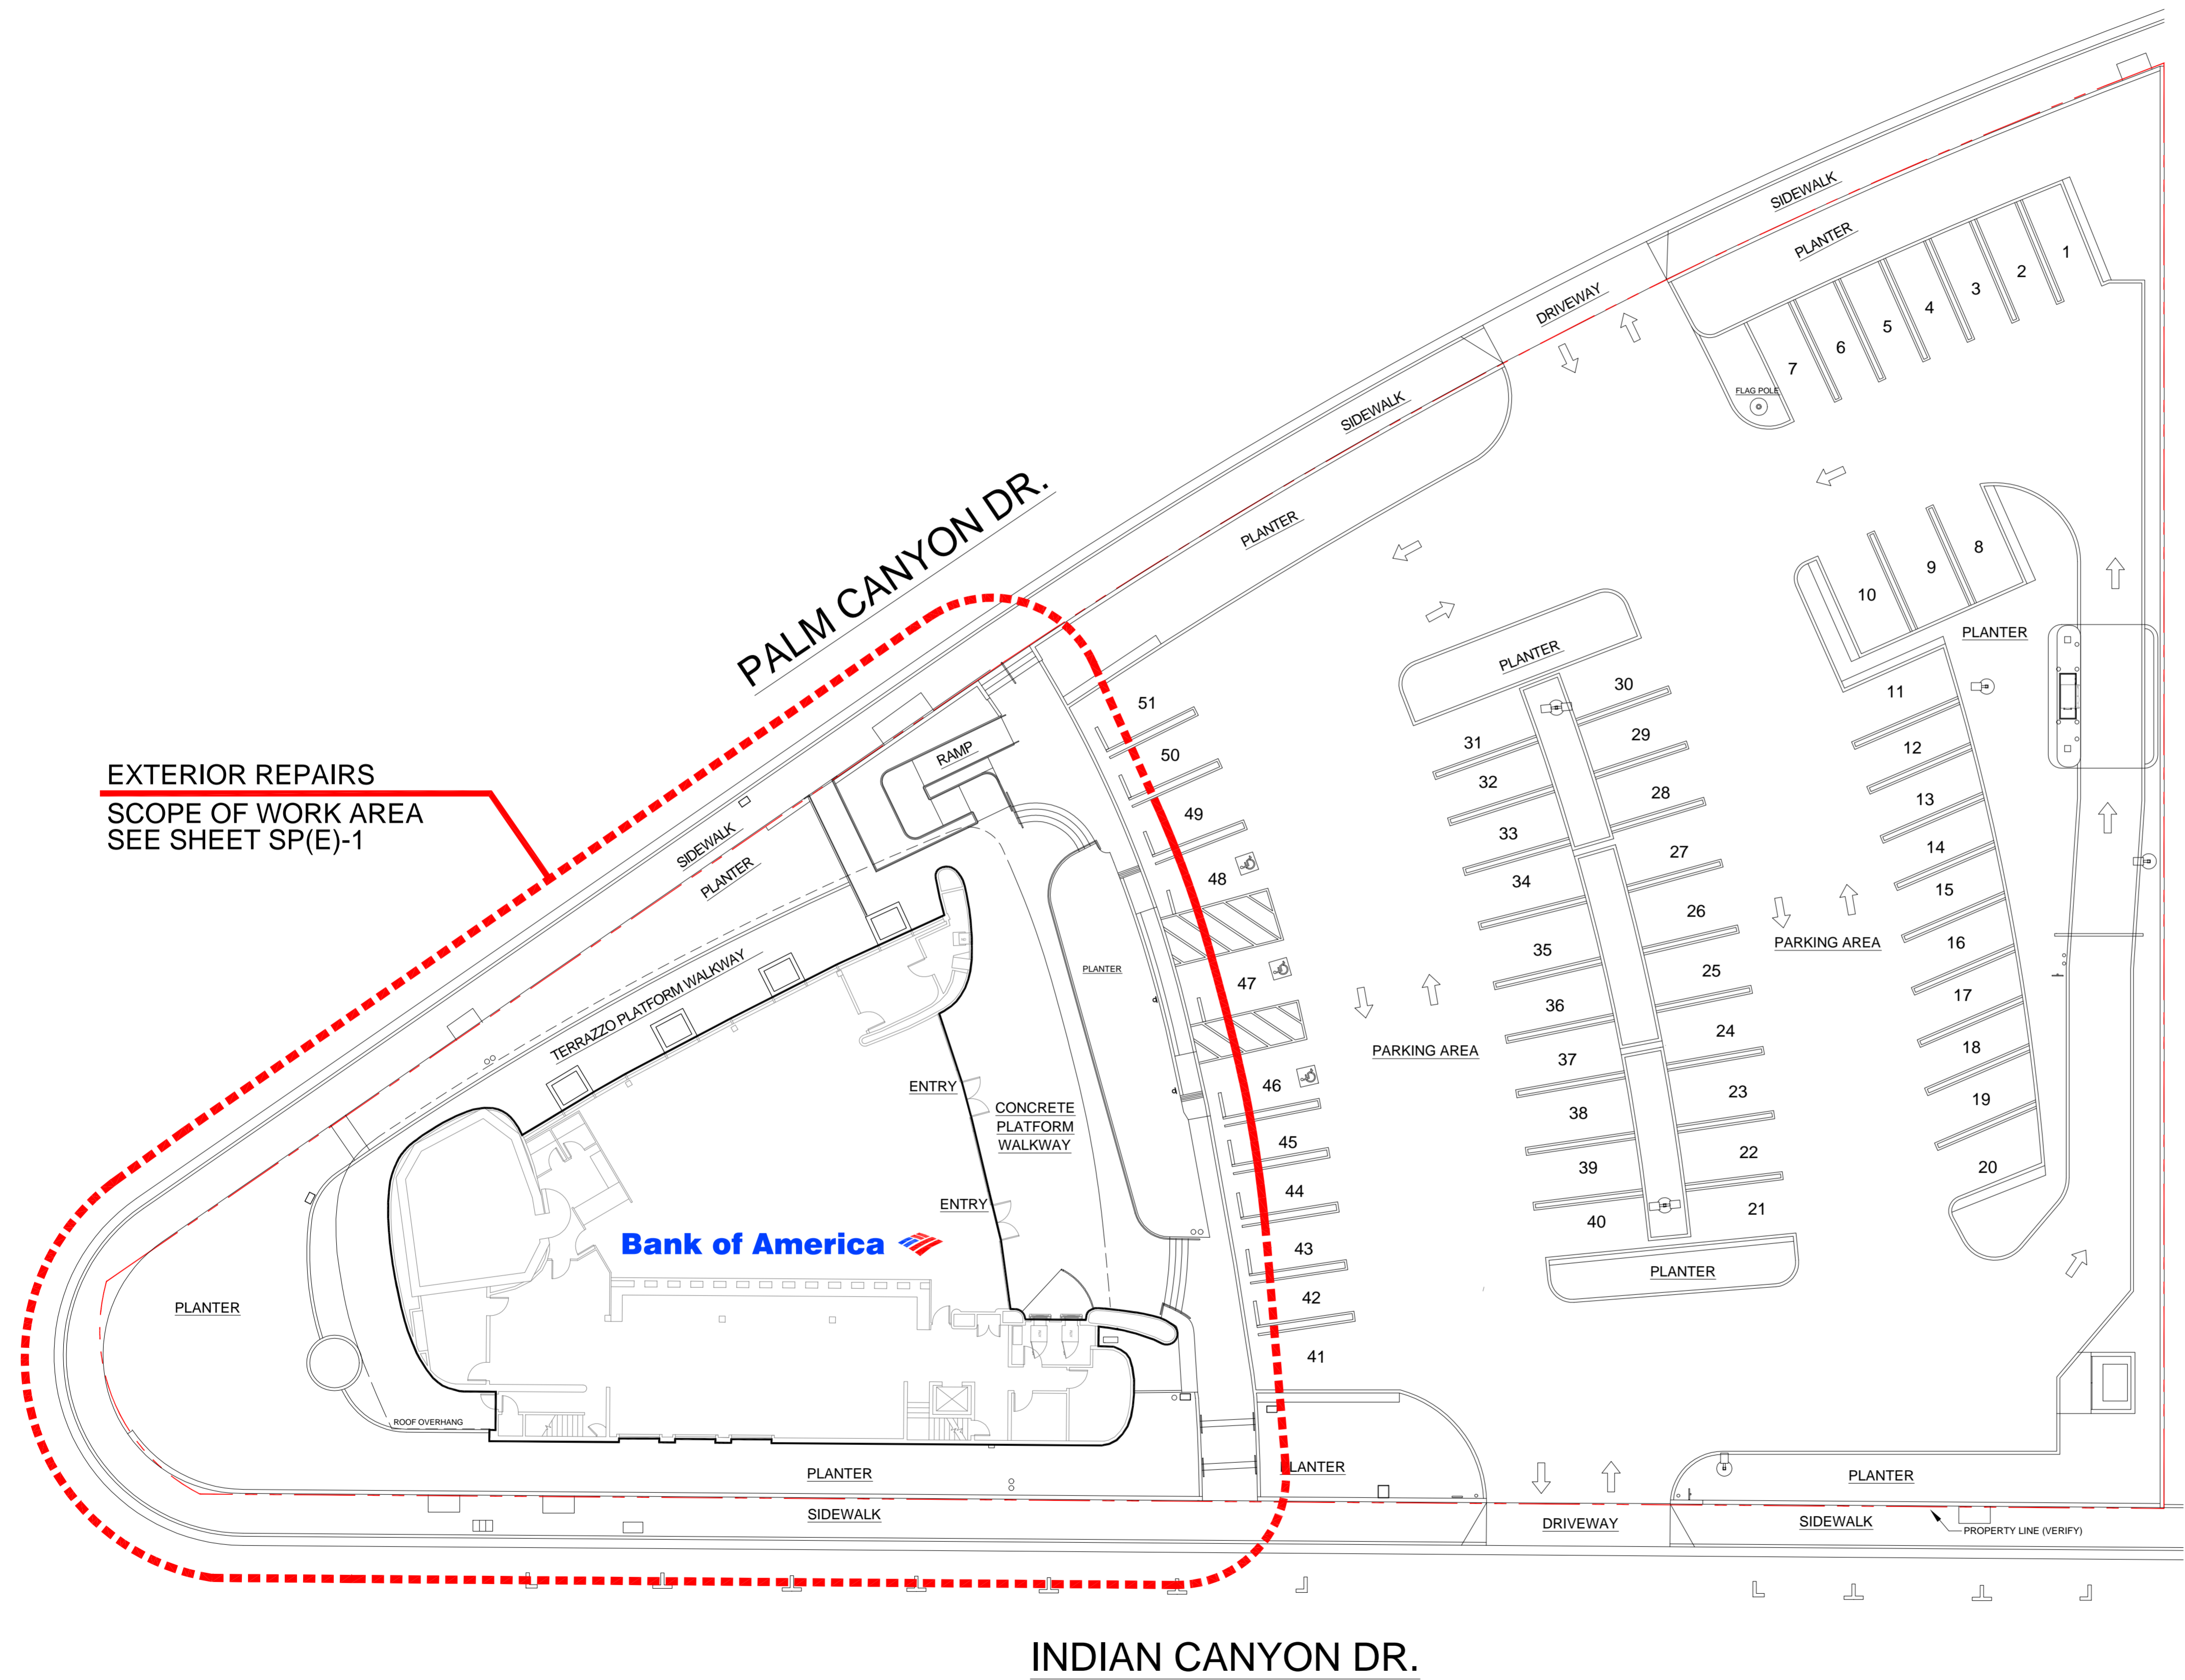 SIDEWALK
PLANTER
DRIVEWAY
1
2
3
4
5
6
7
FLAG POLE
SIDEWALK
PLANTER
PALM CANYON DR.
8
9
10
PLANTER
PLANTER
11
12
13
14
15
16
17
18
19
20
30
29
28
27
26
25
24
23
22
21
31
32
33
34
35
36
37
38
39
40
PARKING AREA
PARKING AREA
PLANTER
51
50
49
48
47
46
45
44
43
42
41
EXTERIOR REPAIRS
SCOPE OF WORK AREA
SEE SHEET SP(E)-1
RAMP
SIDEWALK
PLANTER
TERRAZZO PLATFORM WALKWAY
PLANTER
ENTRY
CONCRETE
PLATFORM
WALKWAY
ENTRY
Bank of America
PLANTER
ROOF OVERHANG
PLANTER
SIDEWALK
PLANTER
DRIVEWAY
PLANTER
SIDEWALK
PROPERTY LINE (VERIFY)
INDIAN CANYON DR.